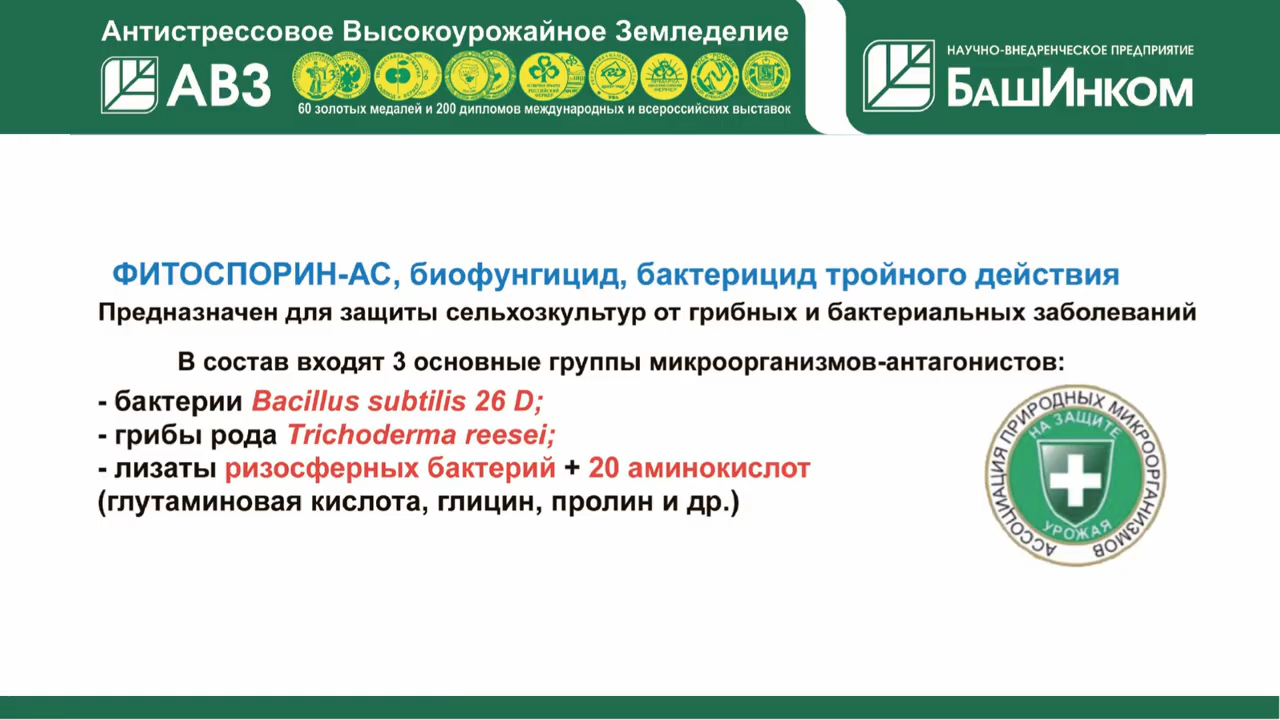 Антистрессовое Высокоурожайное Земледелие
АВЗ
60 золотых медалей и 200 дипломов международных и всероссийских выставок
НАУЧНО-ВНЕДРЕНЧЕСКОЕ ПРЕДПРИЯТИЕ
БашИнком
ФИТОСПОРИН-АС, биофунгицид, бактерицид тройного действия
Предназначен для защиты сельхозкультур от грибных и бактериальных заболеваний
В состав входят 3 основные группы микроорганизмов-антагонистов:
- бактерии Bacillus subtilis 26 D;
- грибы рода Trichoderma reesei;
- лизаты ризосферных бактерий + 20 аминокислот
(глутаминовая кислота, глицин, пролин и др.)
АССОЦИАЦИЯ ПРИРОДНЫХ МИКРООРГАНИЗМОВ
НА ЗАЩИТЕ
УРОЖАЯ